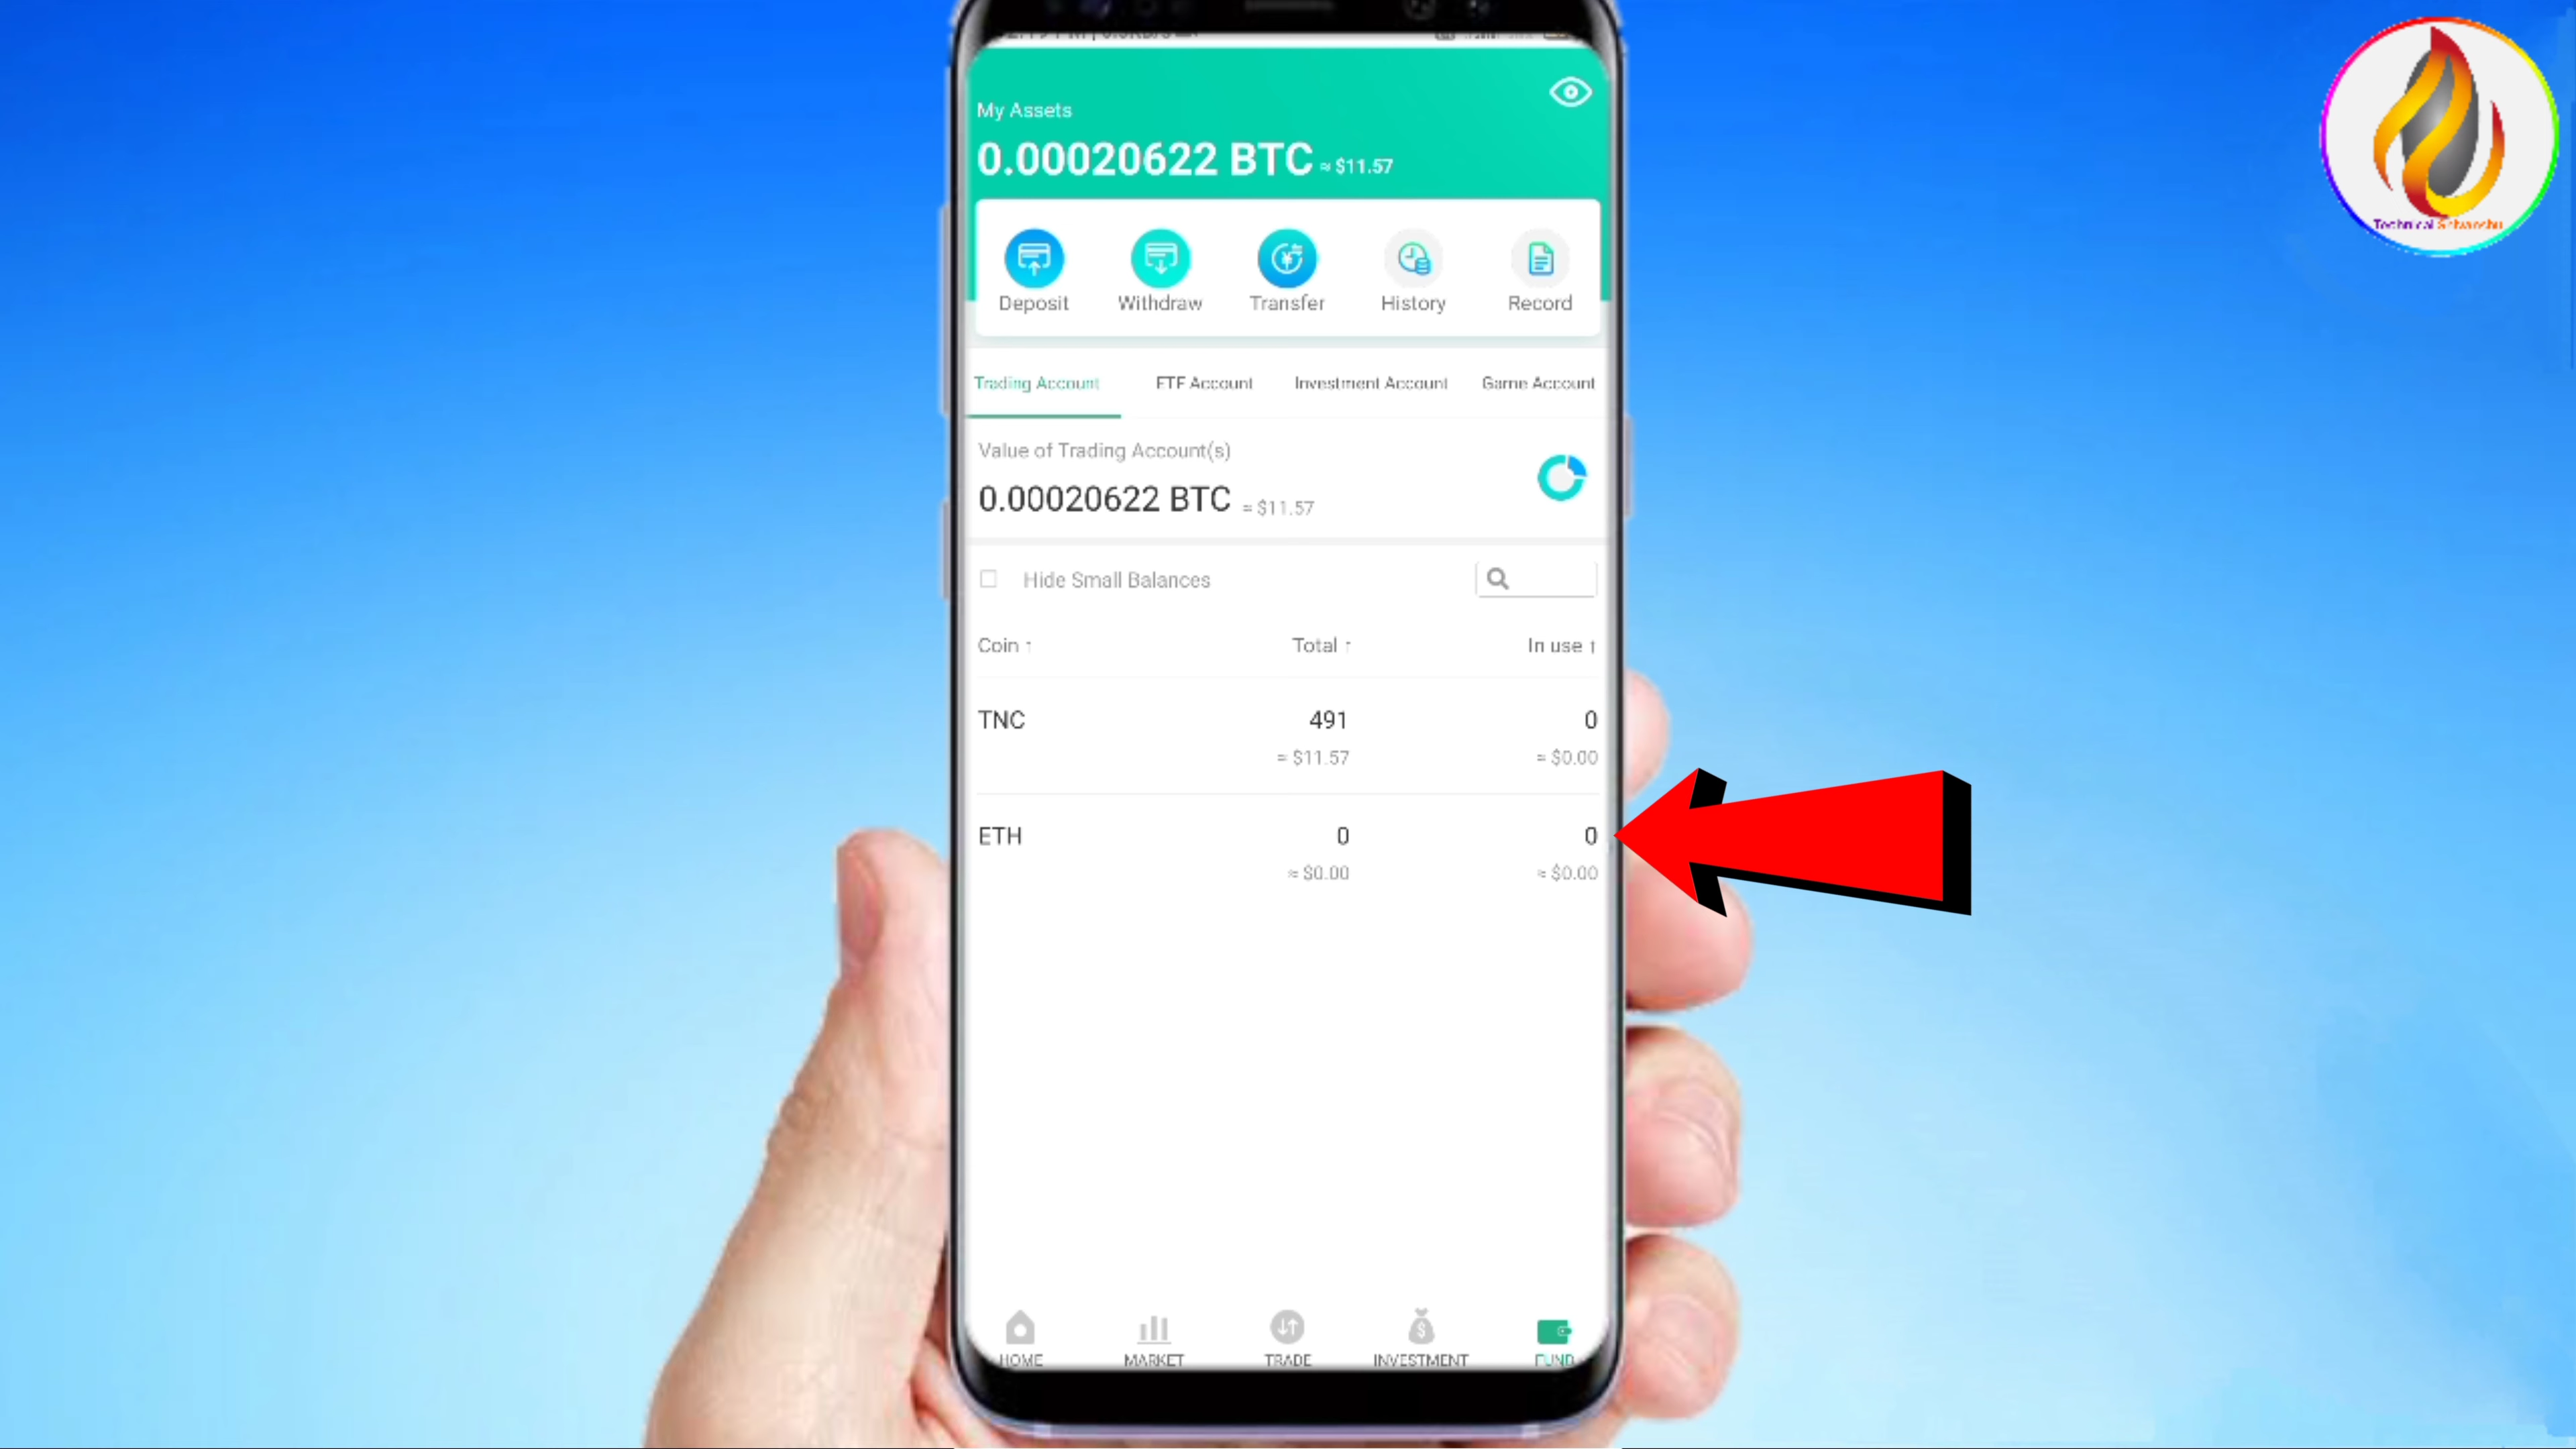 My Assets
0.00020622 BTC ≈ $11.57
Deposit Withdraw Transfer History Record
Trading Account ETF Account Investment Account Game Account
Value of Trading Account(s)
0.00020622 BTC ≈ $11.57
Hide Small Balances
Coin ↑ Total ↑ In use ↑
TNC 491 0
≈ $11.57 ≈ $0.00
ETH 0 0
≈ $0.00 ≈ $0.00
HOME MARKET TRADE INVESTMENT FUND
Technical